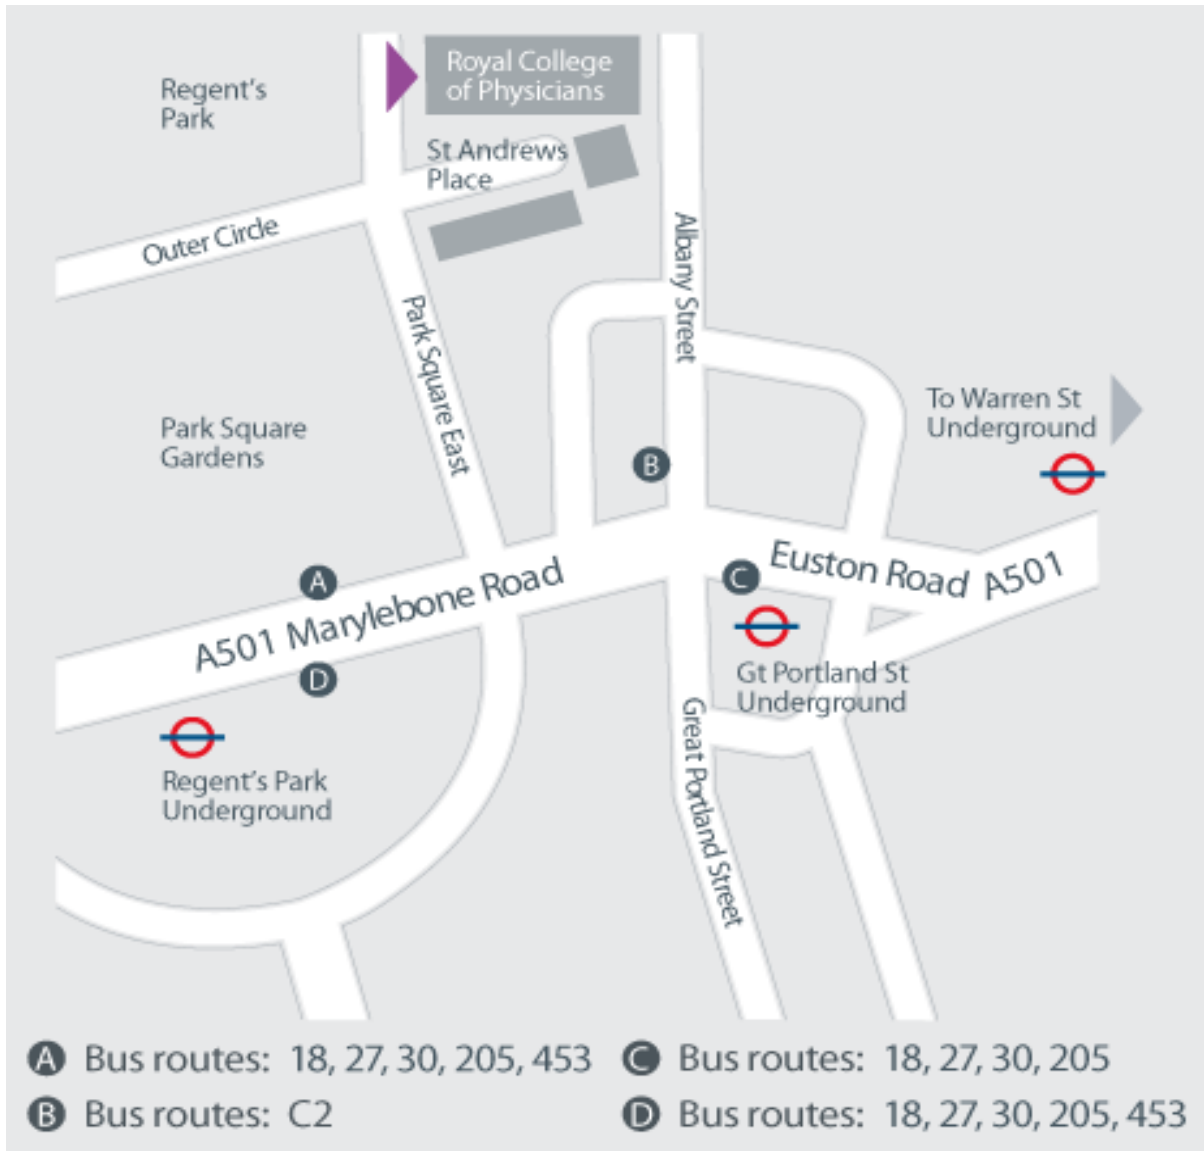 Royal College
of Physicians
Regent's
Park
St Andrews
Place
Outer Circle
Albany Street
Park Square East
To Warren St
Underground
Park Square
Gardens
B
A
C
Euston Road A501
A501 Marylebone Road
D
Gt Portland St
Underground
Great Portland Street
Regent's Park
Underground
A Bus routes: 18, 27, 30, 205, 453
B Bus routes: C2
C Bus routes: 18, 27, 30, 205
D Bus routes: 18, 27, 30, 205, 453